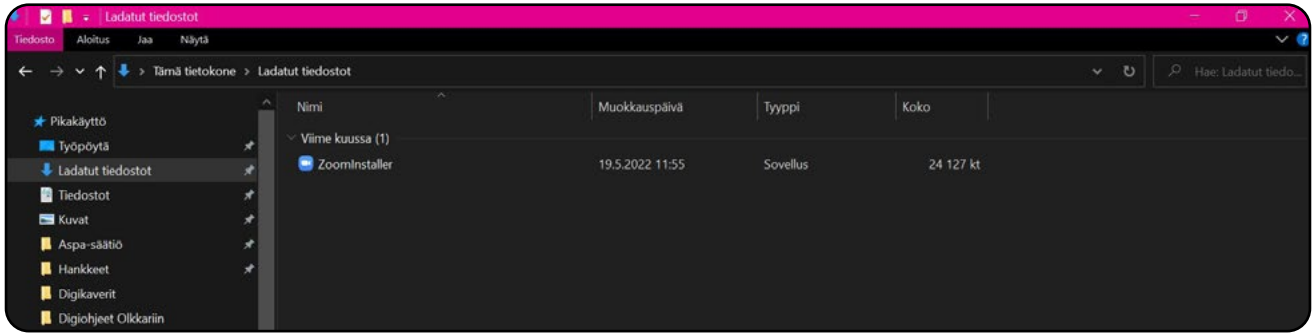 Ladatut tiedostot
Tiedosto Aloitus Jaa Näytä
Tämä tietokone > Ladatut tiedostot
Hae: Ladatut tiedo...
Nimi Muokkauspäivä Tyyppi Koko
Pikakäyttö
Viime kuussa (1)
Työpöytä
ZoomInstaller 19.5.2022 11:55 Sovellus 24 127 kt
Ladatut tiedostot
Tiedostot
Kuvat
Aspa-säätiö
Hankkeet
Digikaverit
Digiohjeet Olkkariin